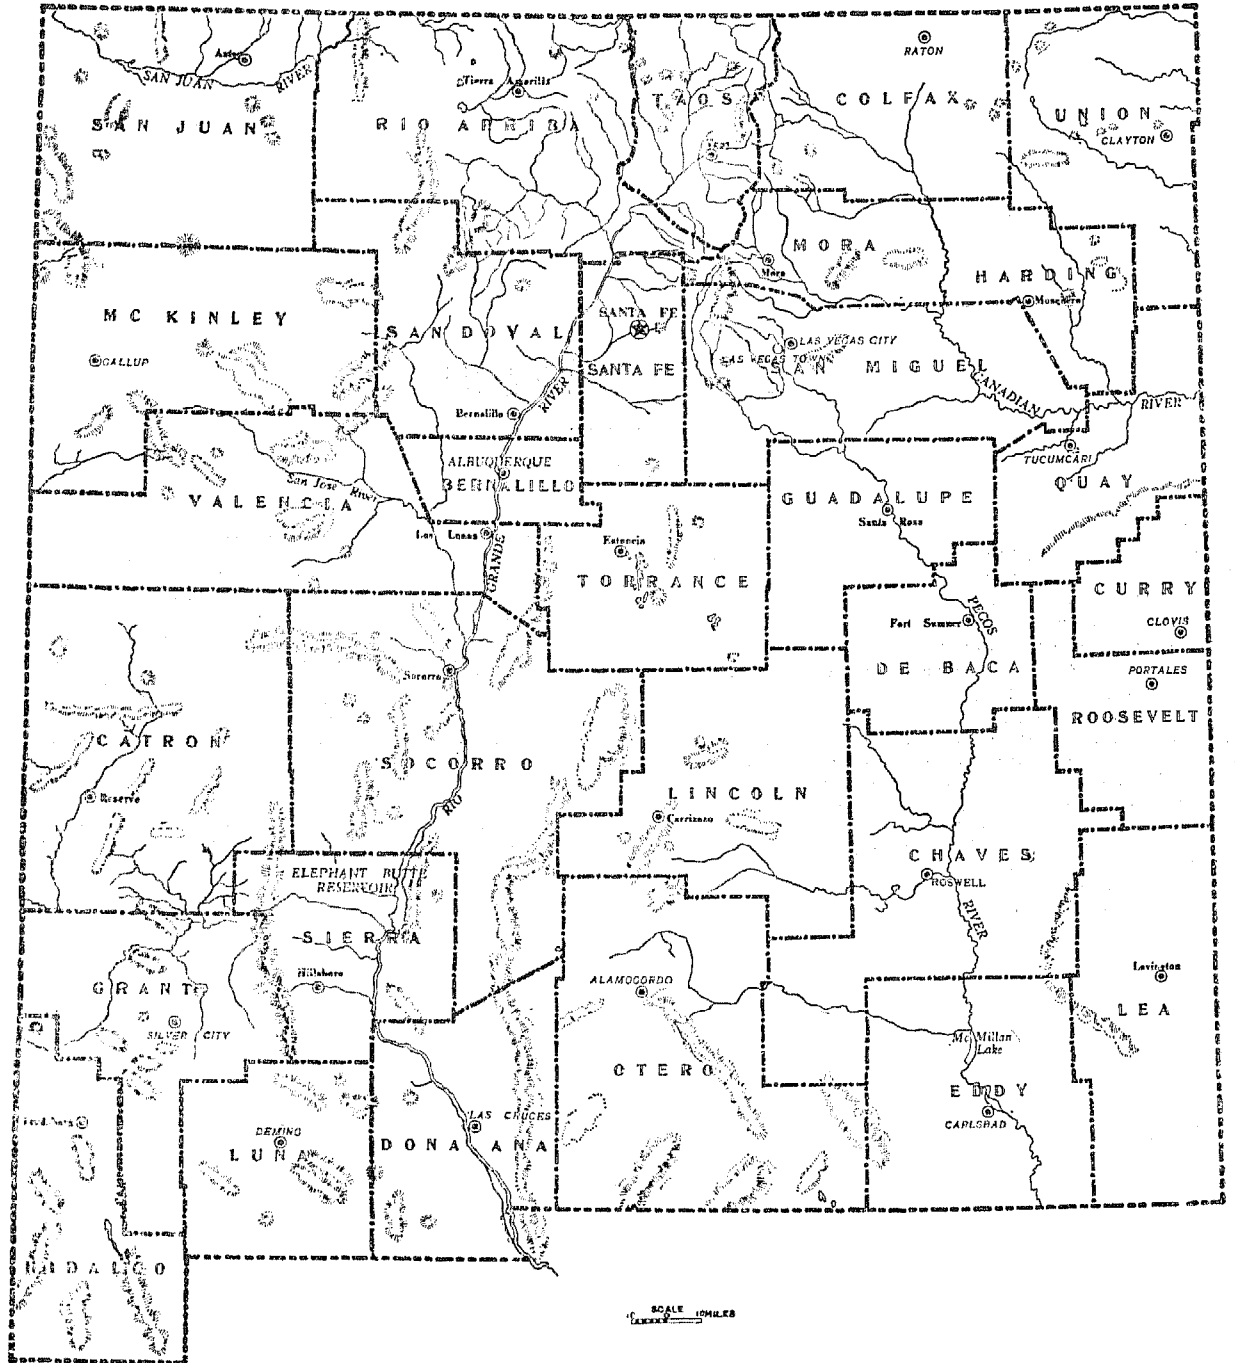 RATON
Aztec
SAN JUAN RIVER
Tierra Amarilla
SAN JUAN
RIO ARRIBA
TAOS
COLFAX
UNION
CLAYTON
MORA
Mora
HARDING
Mosquero
MC KINLEY
GALLUP
SANDOVAL
SANTA FE
SANTA FE
LAS VEGAS CITY
LAS VEGAS TOWN
SAN MIGUEL
CANADIAN RIVER
Bernalillo
RIVER
ALBUQUERQUE
BERNALILLO
TUCUMCARI
QUAY
San Jose River
VALENCIA
GUADALUPE
Santa Rosa
Los Lunas
GRANDE
Estancia
TORRANCE
CURRY
CLOVIS
PECOS
Fort Sumner
DE BACA
PORTALES
ROOSEVELT
Socorro
CATRON
SOCORRO
Reserve
RIO
LINCOLN
Carrizozo
CHAVES
ROSWELL
RIVER
ELEPHANT BUTTE
RESERVOIR
SIERRA
Hillsboro
GRANT
SILVER CITY
ALAMOGORDO
Lovington
LEA
Mc Millan
Lake
OTERO
EDDY
CARLSBAD
LAS CRUCES
DONA ANA
DEMING
LUNA
HIDALGO
SCALE
10 MILES